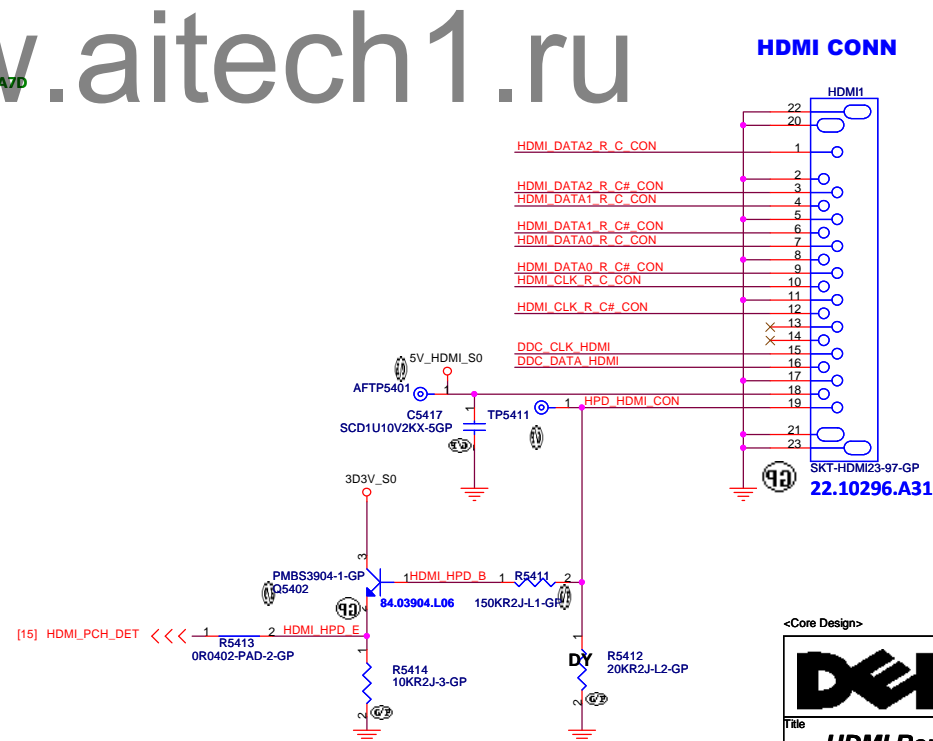 v.aitech1.ru
A7D
HDMI CONN
HDMI1
22
20
HDMI_DATA2_R_C_CON 1
2
HDMI_DATA2_R_C#_CON 3
HDMI_DATA1_R_C_CON 4
5
HDMI_DATA1_R_C#_CON 6
HDMI_DATA0_R_C_CON 7
8
HDMI_DATA0_R_C#_CON 9
HDMI_CLK_R_C_CON 10
11
HDMI_CLK_R_C#_CON 12
13
14
DDC_CLK_HDMI 15
DDC_DATA_HDMI 16
17
18
1 HPD_HDMI_CON 19
21
23
SKT-HDMI23-97-GP
22.10296.A31
5V_HDMI_S0
AFTP5401 1
C5417 1
SCD1U10V2KX-5GP
TP5411
3D3V_S0
3
PMBS3904-1-GP
Q5402
84.03904.L06
1 HDMI_HPD_B 1 R5411 2
150KR2J-L1-GP
[15] HDMI_PCH_DET 1 2 HDMI_HPD_E
R5413
0R0402-PAD-2-GP
1
R5414
10KR2J-3-GP
2
1
DY
R5412
20KR2J-L2-GP
2
GP
<Core Design>
DELL
Title